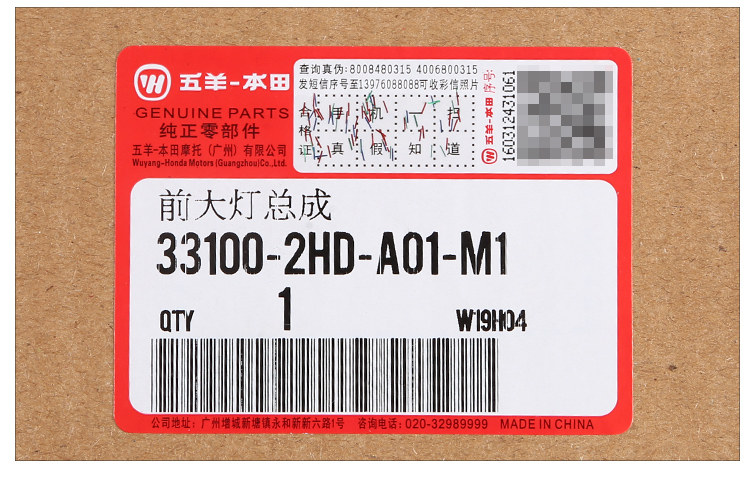 五羊-本田
GENUINE PARTS
纯正零部件
五羊-本田摩托(广州)有限公司
Wuyang-Honda Motors (Guangzhou)Co.,Ltd.
查询真伪:8008480315 4006800315
发短信序号至13976088088可收彩信照片
合格证
手机一扫
真假知道
五羊-本田
序号:
160312431061
前大灯总成
33100-2HD-A01-M1
QTY 1 W19H04
公司地址:广州增城新塘镇永和新新六路1号 咨询电话:020-32989999 MADE IN CHINA